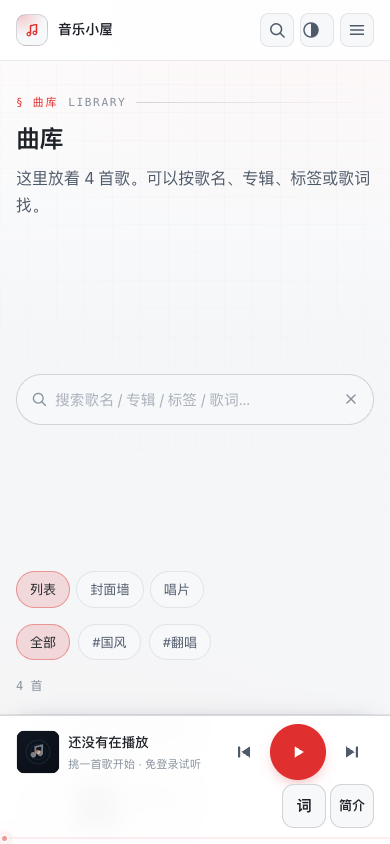 音乐小屋
§ 曲库 LIBRARY
曲库
这里放着 4 首歌。可以按歌名、专辑、标签或歌词
找。
搜索歌名 / 专辑 / 标签 / 歌词...
列表 封面墙 唱片
全部 #国风 #翻唱
4 首
还没有在播放
挑一首歌开始 · 免登录试听
词 简介